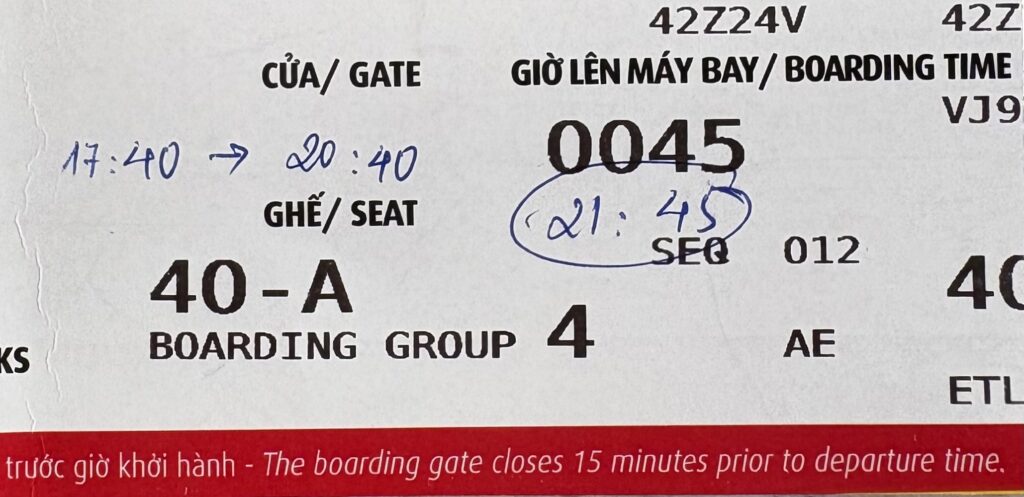 42Z24V 42Z
CỬA/ GATE GIỜ LÊN MÁY BAY/ BOARDING TIME
VJ9
0045
17:40 → 20:40
21:45
GHẾ/ SEAT
SEQ 012
40-A 40
BOARDING GROUP 4 AE
KS
ETL
trước giờ khởi hành - The boarding gate closes 15 minutes prior to departure time.